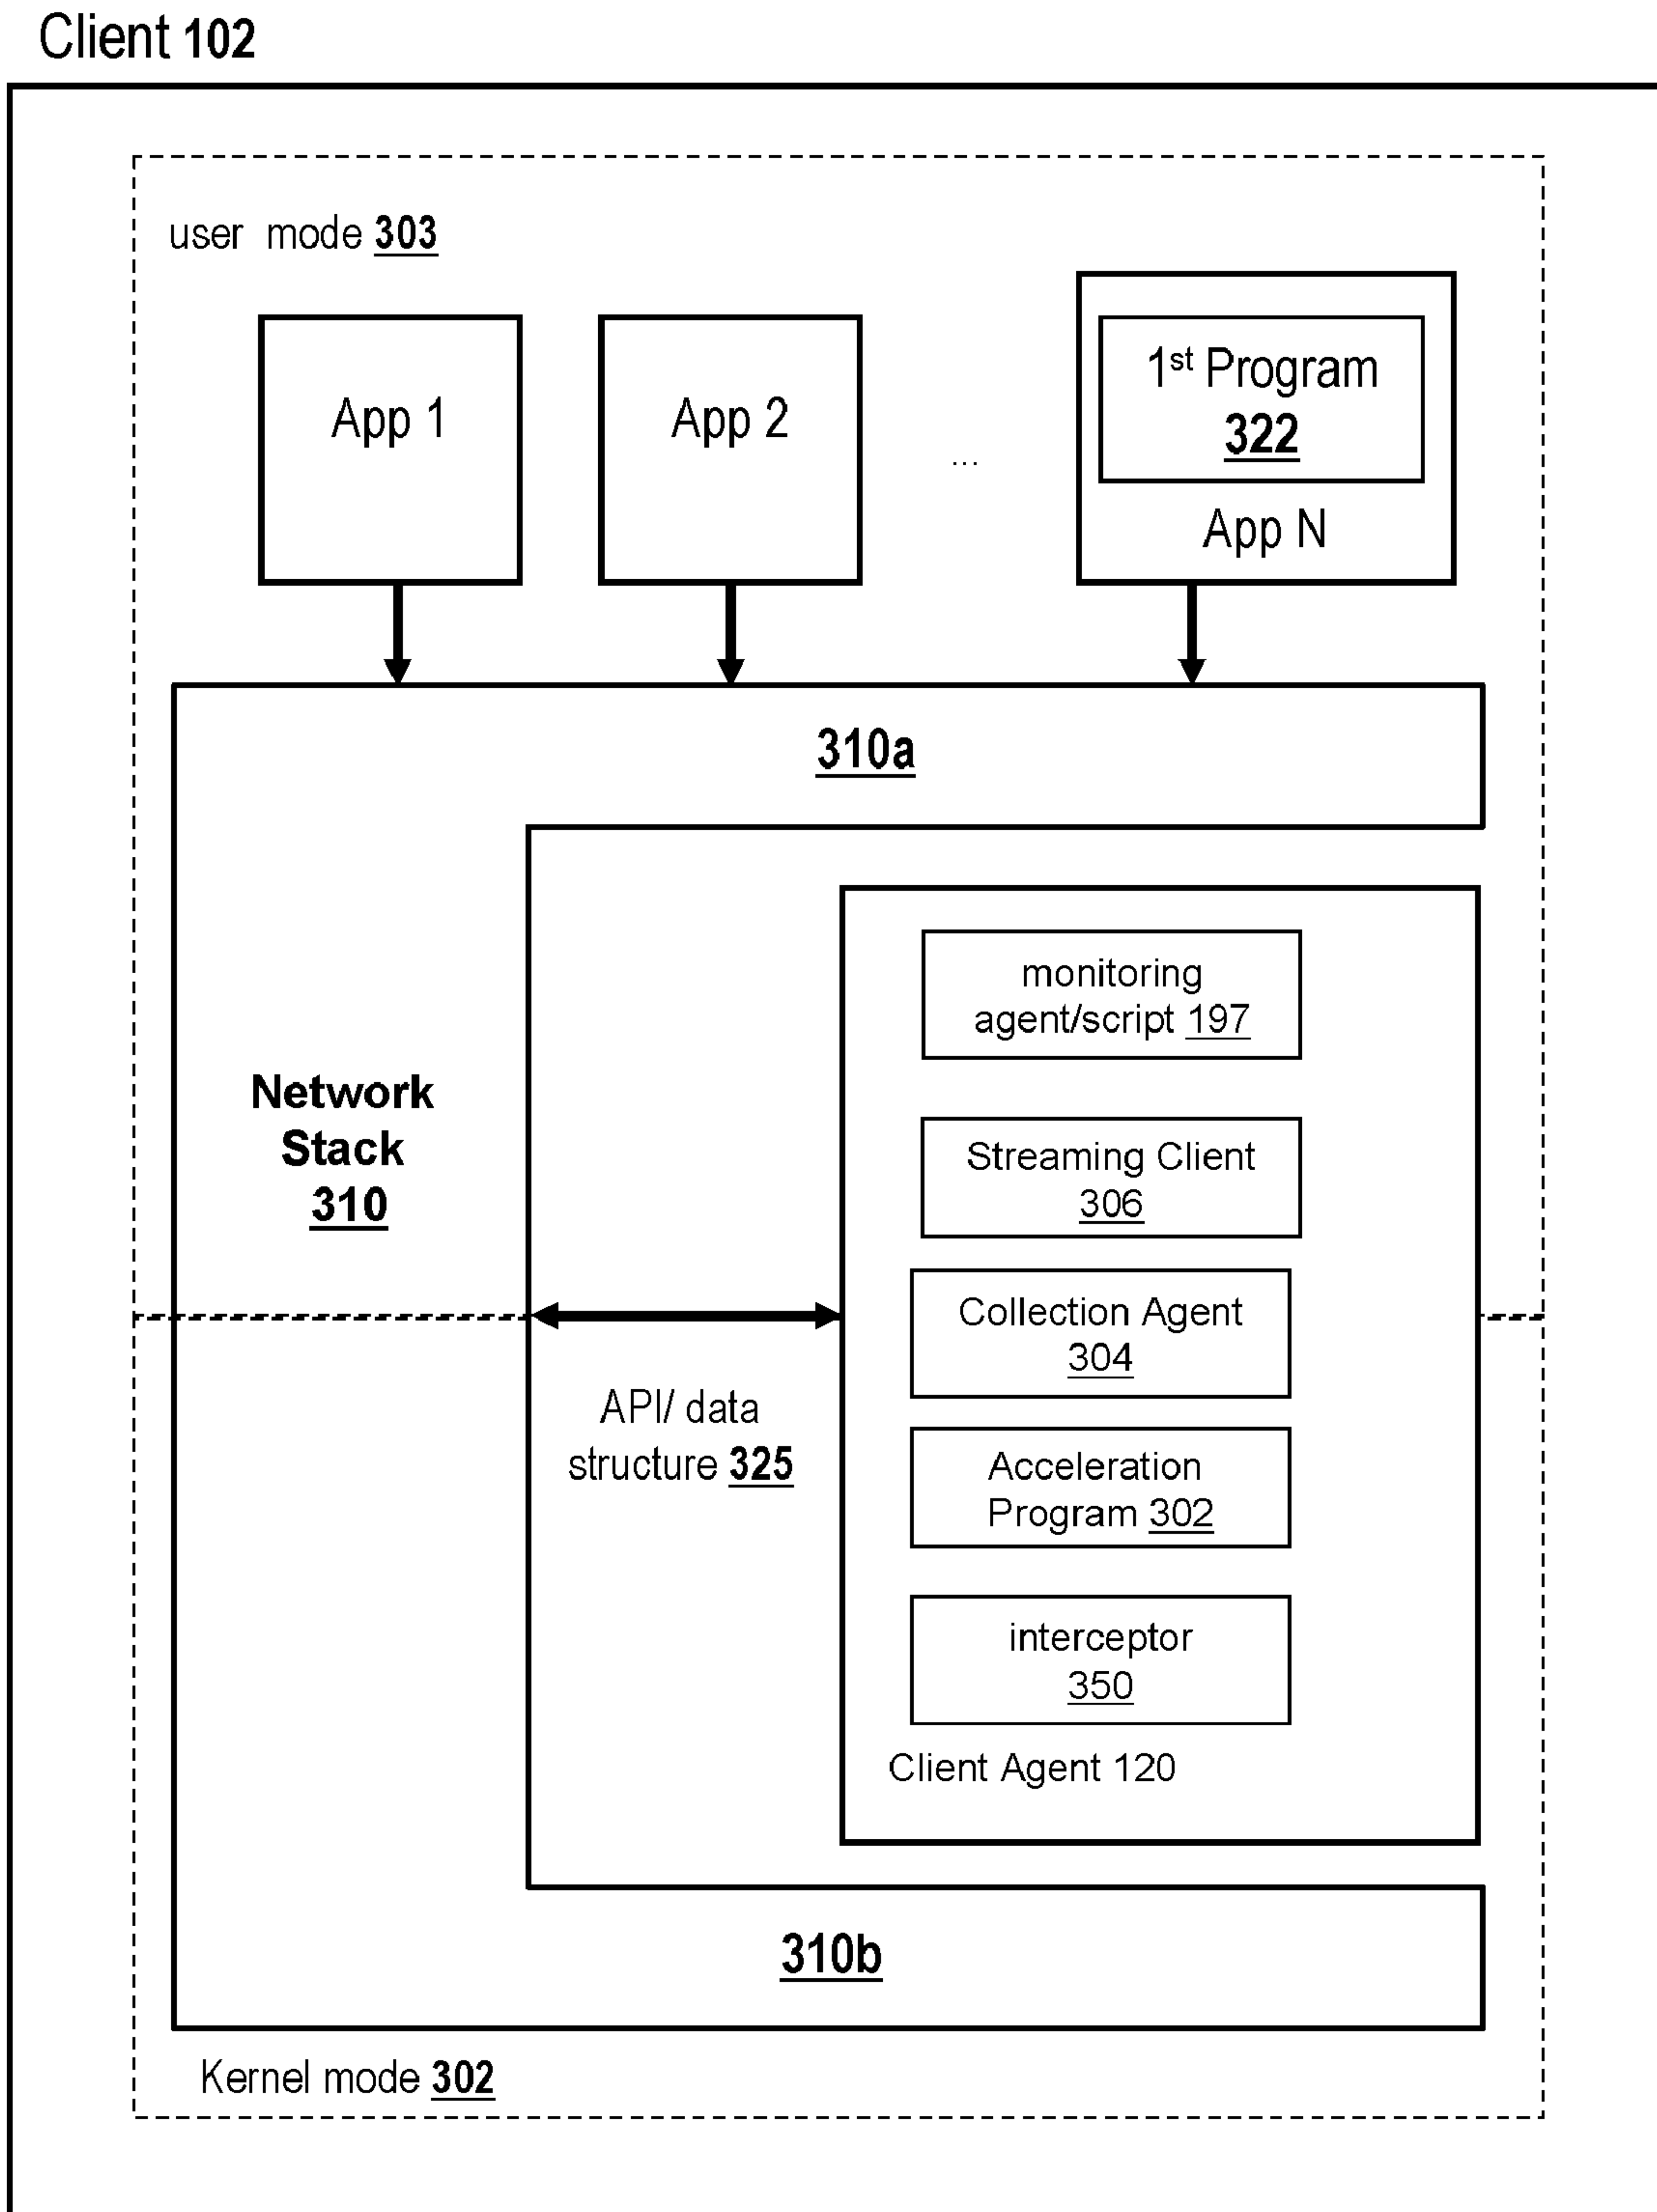 Client 102
user mode 303
App 1
App 2
...
1st Program
322
App N
310a
Network
Stack
310
monitoring
agent/script 197
Streaming Client
306
Collection Agent
304
API/ data
structure 325
Acceleration
Program 302
interceptor
350
Client Agent 120
310b
Kernel mode 302